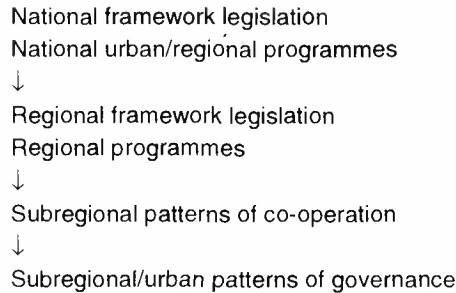 National framework legislation
National urban/regional programmes
↓
Regional framework legislation
Regional programmes
↓
Subregional patterns of co-operation
↓
Subregional/urban patterns of governance